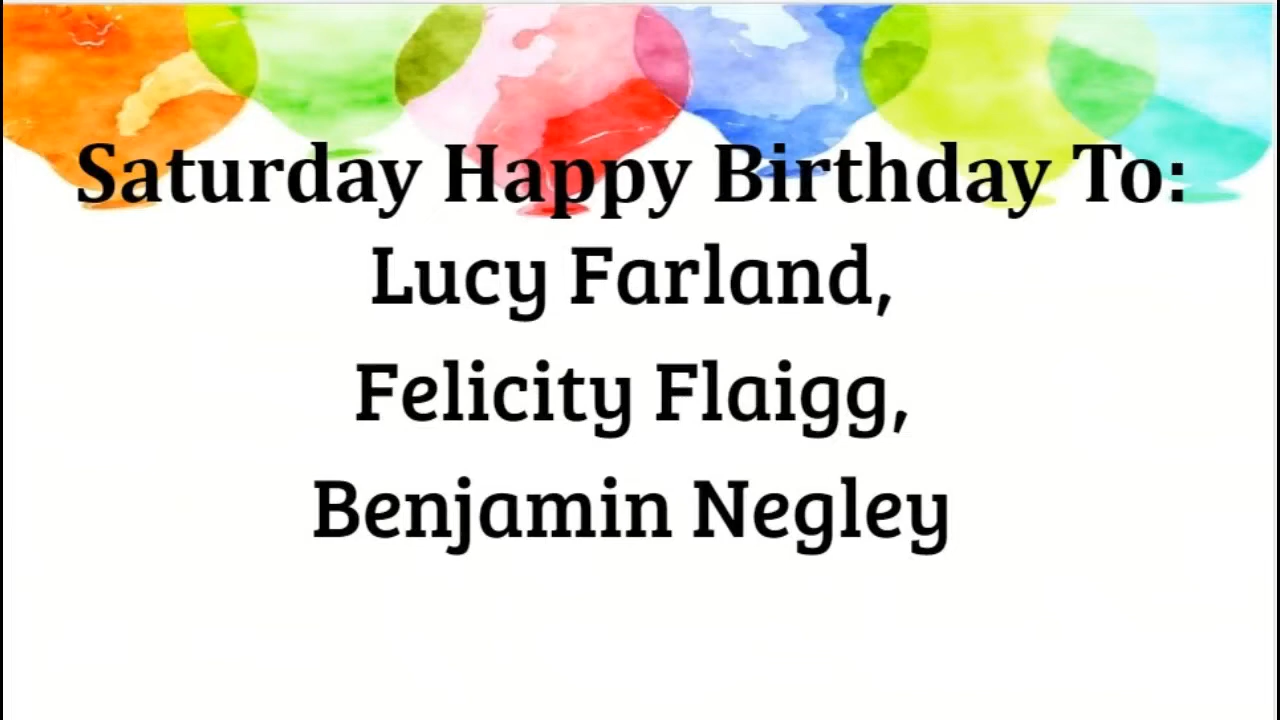 Saturday Happy Birthday To:
Lucy Farland,
Felicity Flaigg,
Benjamin Negley